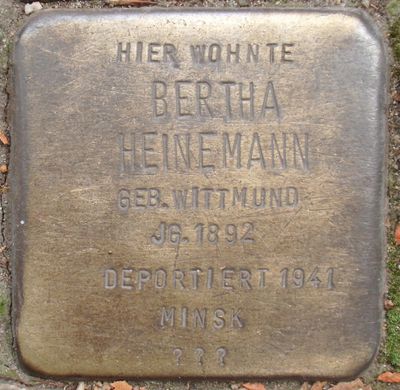 HIER WOHNTE
BERTHA
HEINEMANN
GEB. WITTMUND
JG. 1892
DEPORTIERT 1941
MINSK
???